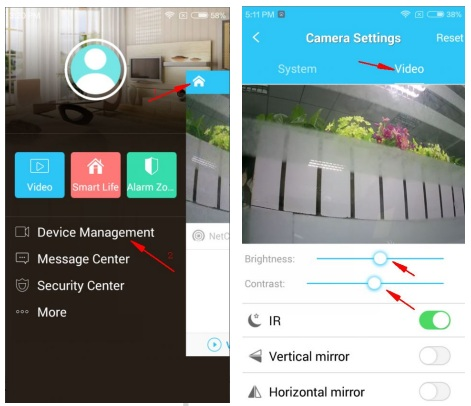 58%
Video
Smart Life
Alarm Zo...
Device Management
NetC
Message Center
2
Security Center
More
V
5:11 PM
38%
Camera Settings
Reset
System
Video
Brightness:
Contrast:
IR
Vertical mirror
Horizontal mirror